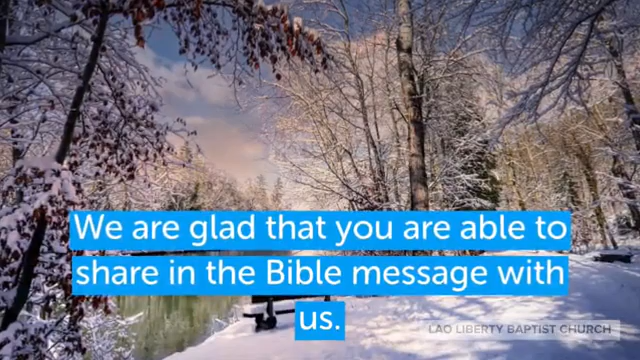 We are glad that you are able to
share in the Bible message with
us.
LAO LIBERTY BAPTIST CHURCH